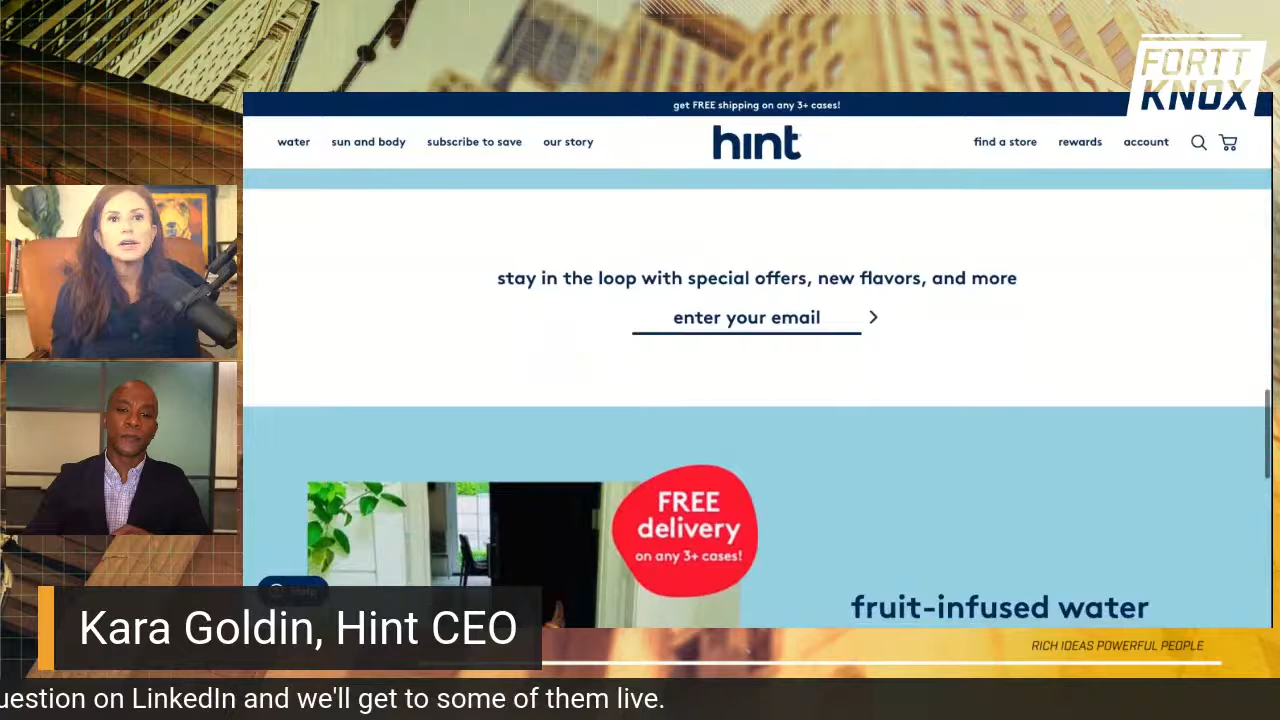 FORTT
KNOX
get FREE shipping on any 3+ cases!
water sun and body subscribe to save our story hint find a store rewards account
stay in the loop with special offers, new flavors, and more
enter your email
FREE
delivery
on any 3+ cases!
Help
fruit-infused water
Kara Goldin, Hint CEO
RICH IDEAS POWERFUL PEOPLE
uestion on LinkedIn and we'll get to some of them live.